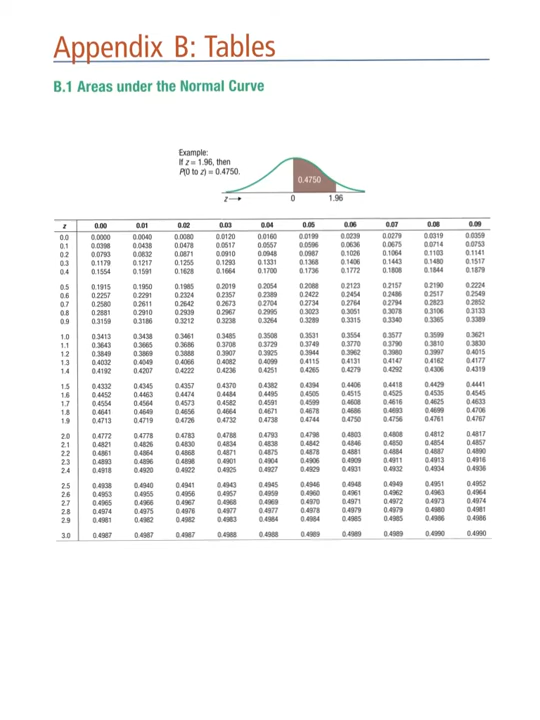 Appendix B: Tables
B.1 Areas under the Normal Curve
Example:
If z = 1.96, then
P(0 to z) = 0.4750.
0.4750
z
0 1.96
z 0.00 0.01 0.02 0.03 0.04 0.05 0.06 0.07 0.08 0.09
0.0 0.0000 0.0040 0.0080 0.0120 0.0160 0.0199 0.0239 0.0279 0.0319 0.0359
0.1 0.0398 0.0438 0.0478 0.0517 0.0557 0.0596 0.0636 0.0675 0.0714 0.0753
0.2 0.0793 0.0832 0.0871 0.0910 0.0948 0.0987 0.1026 0.1064 0.1103 0.1141
0.3 0.1179 0.1217 0.1255 0.1293 0.1331 0.1368 0.1406 0.1443 0.1480 0.1517
0.4 0.1554 0.1591 0.1628 0.1664 0.1700 0.1736 0.1772 0.1808 0.1844 0.1879
0.5 0.1915 0.1950 0.1985 0.2019 0.2054 0.2088 0.2123 0.2157 0.2190 0.2224
0.6 0.2257 0.2291 0.2324 0.2357 0.2389 0.2422 0.2454 0.2486 0.2517 0.2549
0.7 0.2580 0.2611 0.2642 0.2673 0.2704 0.2734 0.2764 0.2794 0.2823 0.2852
0.8 0.2881 0.2910 0.2939 0.2967 0.2995 0.3023 0.3051 0.3078 0.3106 0.3133
0.9 0.3159 0.3186 0.3212 0.3238 0.3264 0.3289 0.3315 0.3340 0.3365 0.3389
1.0 0.3413 0.3438 0.3461 0.3485 0.3508 0.3531 0.3554 0.3577 0.3599 0.3621
1.1 0.3643 0.3665 0.3686 0.3708 0.3729 0.3749 0.3770 0.3790 0.3810 0.3830
1.2 0.3849 0.3869 0.3888 0.3907 0.3925 0.3944 0.3962 0.3980 0.3997 0.4015
1.3 0.4032 0.4049 0.4066 0.4082 0.4099 0.4115 0.4131 0.4147 0.4162 0.4177
1.4 0.4192 0.4207 0.4222 0.4236 0.4251 0.4265 0.4279 0.4292 0.4306 0.4319
1.5 0.4332 0.4345 0.4357 0.4370 0.4382 0.4394 0.4406 0.4418 0.4429 0.4441
1.6 0.4452 0.4463 0.4474 0.4484 0.4495 0.4505 0.4515 0.4525 0.4535 0.4545
1.7 0.4554 0.4564 0.4573 0.4582 0.4591 0.4599 0.4608 0.4616 0.4625 0.4633
1.8 0.4641 0.4649 0.4656 0.4664 0.4671 0.4678 0.4686 0.4693 0.4699 0.4706
1.9 0.4713 0.4719 0.4726 0.4732 0.4738 0.4744 0.4750 0.4756 0.4761 0.4767
2.0 0.4772 0.4778 0.4783 0.4788 0.4793 0.4798 0.4803 0.4808 0.4812 0.4817
2.1 0.4821 0.4826 0.4830 0.4834 0.4838 0.4842 0.4846 0.4850 0.4854 0.4857
2.2 0.4861 0.4864 0.4868 0.4871 0.4875 0.4878 0.4881 0.4884 0.4887 0.4890
2.3 0.4893 0.4896 0.4898 0.4901 0.4904 0.4906 0.4909 0.4911 0.4913 0.4916
2.4 0.4918 0.4920 0.4922 0.4925 0.4927 0.4929 0.4931 0.4932 0.4934 0.4936
2.5 0.4938 0.4940 0.4941 0.4943 0.4945 0.4946 0.4948 0.4949 0.4951 0.4952
2.6 0.4953 0.4955 0.4956 0.4957 0.4959 0.4960 0.4961 0.4962 0.4963 0.4964
2.7 0.4965 0.4966 0.4967 0.4968 0.4969 0.4970 0.4971 0.4972 0.4973 0.4974
2.8 0.4974 0.4975 0.4976 0.4977 0.4977 0.4978 0.4979 0.4979 0.4980 0.4981
2.9 0.4981 0.4982 0.4982 0.4983 0.4984 0.4984 0.4985 0.4985 0.4986 0.4986
3.0 0.4987 0.4987 0.4987 0.4988 0.4988 0.4989 0.4989 0.4989 0.4990 0.4990